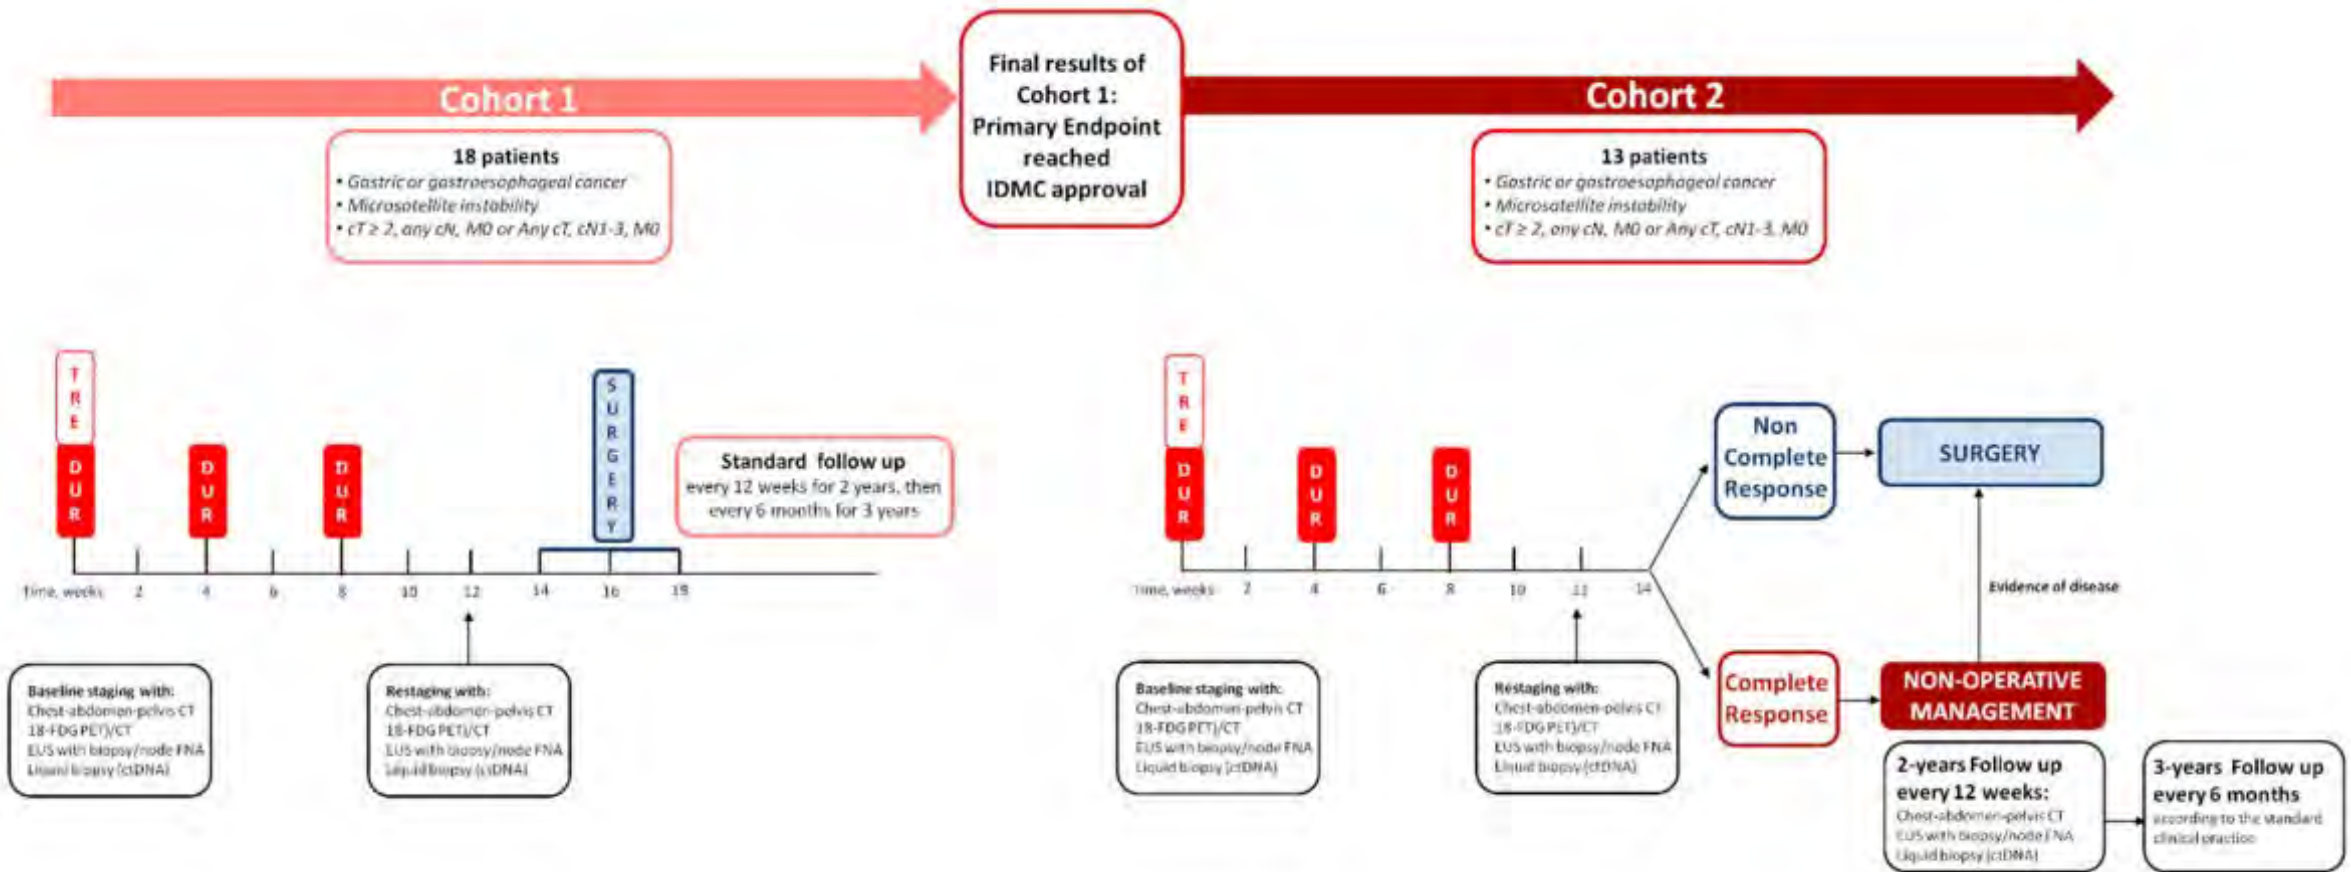 Cohort 1
18 patients
• Gastric or gastroesophageal cancer
• Microsatellite instability
• cT ≥ 2, any cN, M0 or Any cT, cN1-3, M0
Final results of
Cohort 1:
Primary Endpoint
reached
IDMC approval
Cohort 2
13 patients
• Gastric or gastroesophageal cancer
• Microsatellite instability
• cT ≥ 2, any cN, M0 or Any cT, cN1-3, M0
TRE
DUR
DUR
DUR
SURGERY
Standard follow up
every 12 weeks for 2 years, then
every 6 months for 3 years
Time, weeks 2 4 6 8 10 12 14 16 18
Baseline staging with:
Chest-abdomen-pelvis CT
18-FDG PET)/CT
EUS with biopsy/node FNA
Liquid biopsy (ctDNA)
Restaging with:
Chest-abdomen-pelvis CT
18-FDG PET)/CT
EUS with biopsy/node FNA
Liquid biopsy (ctDNA)
TRE
DUR
DUR
DUR
Time, weeks 2 4 6 8 10 12 14
Baseline staging with:
Chest-abdomen-pelvis CT
18-FDG PET)/CT
EUS with biopsy/node FNA
Liquid biopsy (ctDNA)
Restaging with:
Chest-abdomen-pelvis CT
18-FDG PET)/CT
EUS with biopsy/node FNA
Liquid biopsy (ctDNA)
Non
Complete
Response
SURGERY
Evidence of disease
Complete
Response
NON-OPERATIVE
MANAGEMENT
2-years Follow up
every 12 weeks:
Chest-abdomen-pelvis CT
EUS with biopsy/node FNA
Liquid biopsy (ctDNA)
3-years Follow up
every 6 months
according to the standard
clinical practice